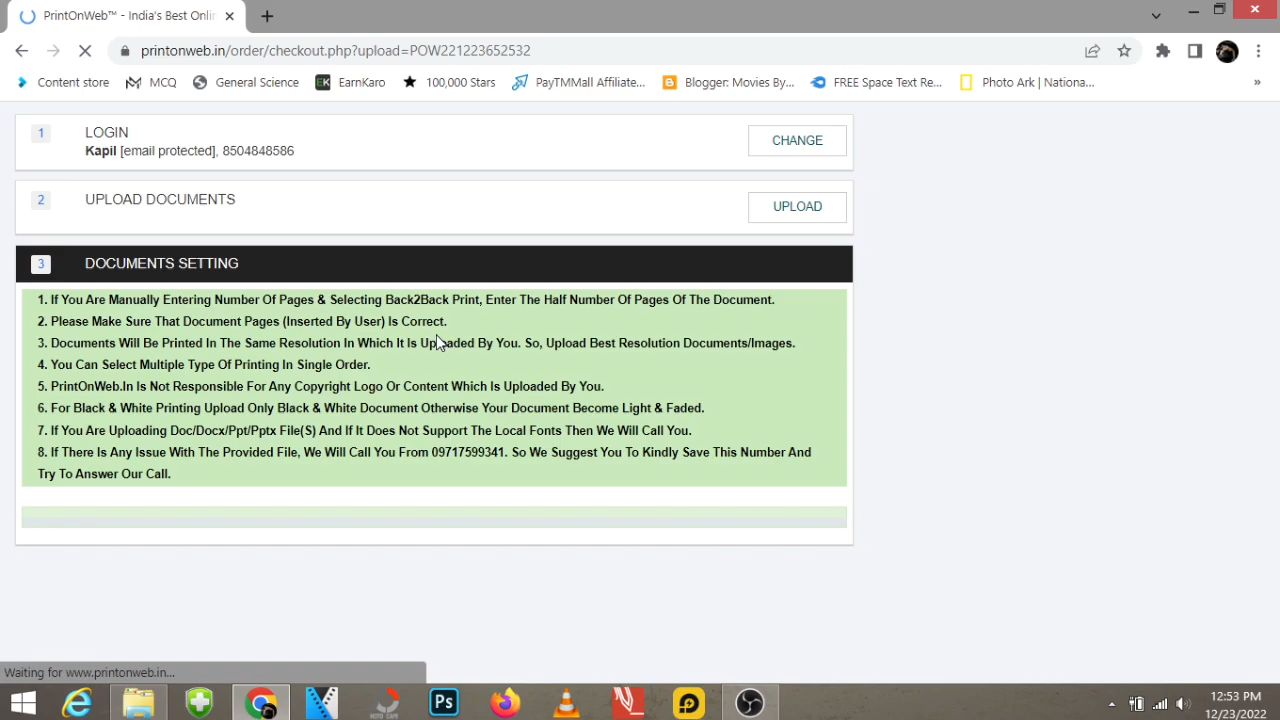 PrintOnWeb™ - India's Best Onlin
printonweb.in/order/checkout.php?upload=POW221223652532
Content store
MCQ
General Science
EK EarnKaro
100,000 Stars
PayTMMall Affiliate...
Blogger: Movies By...
FREE Space Text Re...
Photo Ark | Nationa...
»
1 LOGIN
Kapil [email protected], 8504848586
CHANGE
2 UPLOAD DOCUMENTS
UPLOAD
3 DOCUMENTS SETTING
1. If You Are Manually Entering Number Of Pages & Selecting Back2Back Print, Enter The Half Number Of Pages Of The Document.
2. Please Make Sure That Document Pages (Inserted By User) Is Correct.
3. Documents Will Be Printed In The Same Resolution In Which It Is Uploaded By You. So, Upload Best Resolution Documents/Images.
4. You Can Select Multiple Type Of Printing In Single Order.
5. PrintOnWeb.In Is Not Responsible For Any Copyright Logo Or Content Which Is Uploaded By You.
6. For Black & White Printing Upload Only Black & White Document Otherwise Your Document Become Light & Faded.
7. If You Are Uploading Doc/Docx/Ppt/Pptx File(S) And If It Does Not Support The Local Fonts Then We Will Call You.
8. If There Is Any Issue With The Provided File, We Will Call You From 09717599341. So We Suggest You To Kindly Save This Number And
Try To Answer Our Call.
Waiting for www.printonweb.in...
Ps
12:53 PM
12/23/2022